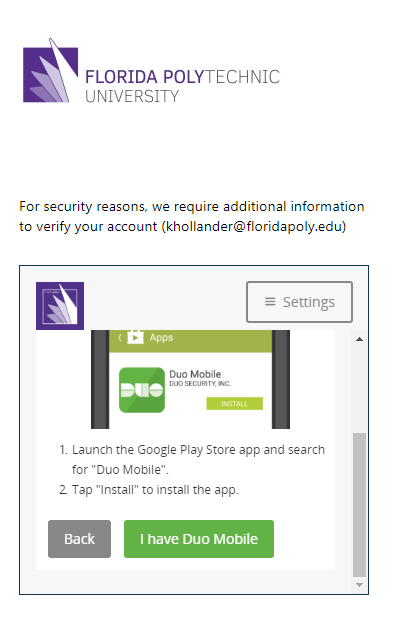 FLORIDA POLYTECHNIC
UNIVERSITY
For security reasons, we require additional information
to verify your account (khollander@floridapoly.edu)
≡ Settings
Apps
Duo Mobile
DUO SECURITY, INC.
DUO
INSTALL
1. Launch the Google Play Store app and search
for "Duo Mobile".
2. Tap "Install" to install the app.
Back
I have Duo Mobile